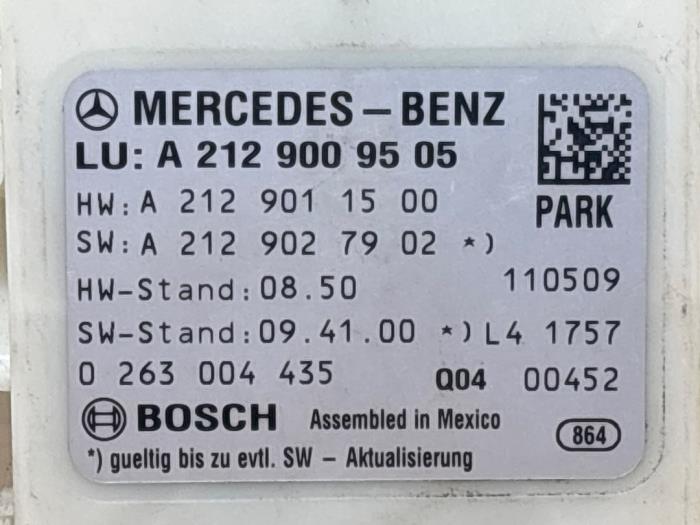 MERCEDES-BENZ
LU: A 212 900 95 05
HW: A 212 901 15 00
PARK
SW: A 212 902 79 02 *)
HW-Stand: 08.50 110509
SW-Stand: 09.41.00 *) L4 1757
0 263 004 435 Q04 00452
BOSCH Assembled in Mexico 864
*) gueltig bis zu evtl. SW - Aktualisierung